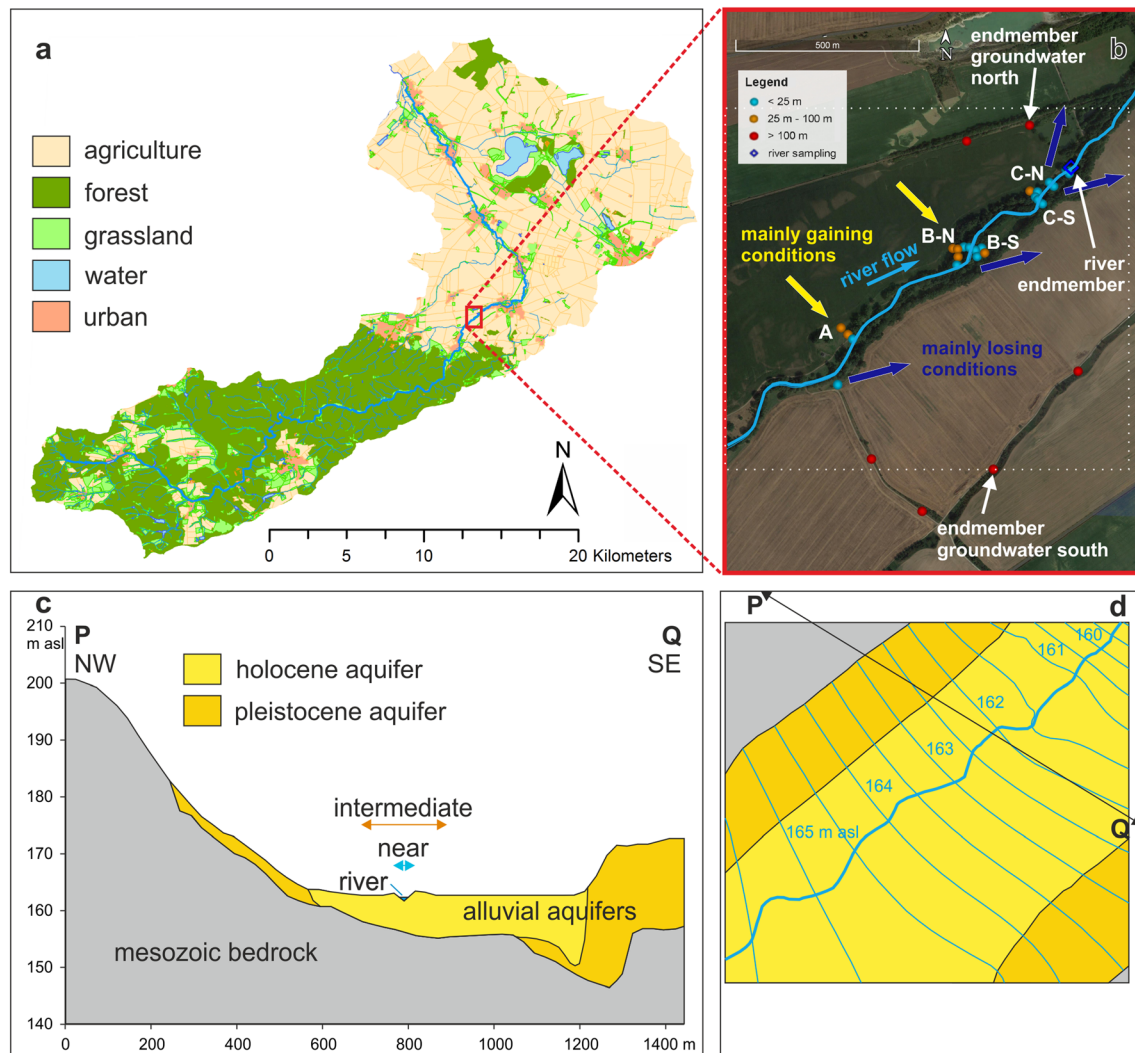 a
agriculture
forest
grassland
water
urban
N
0
5
10
15
20 Kilometers
b
500 m
N
Legend
< 25 m
25 m - 100 m
> 100 m
river sampling
endmember
groundwater
north
C-N
C-S
B-N
B-S
mainly gaining
conditions
river flow
river
endmember
A
mainly losing
conditions
endmember
groundwater south
c
210
m asl
P
NW
Q
SE
holocene aquifer
pleistocene aquifer
200
190
180
170
160
150
140
intermediate
near
river
alluvial aquifers
mesozoic bedrock
0
200
400
600
800
1000
1200
1400 m
P
d
160
161
162
163
164
165 m asl
Q